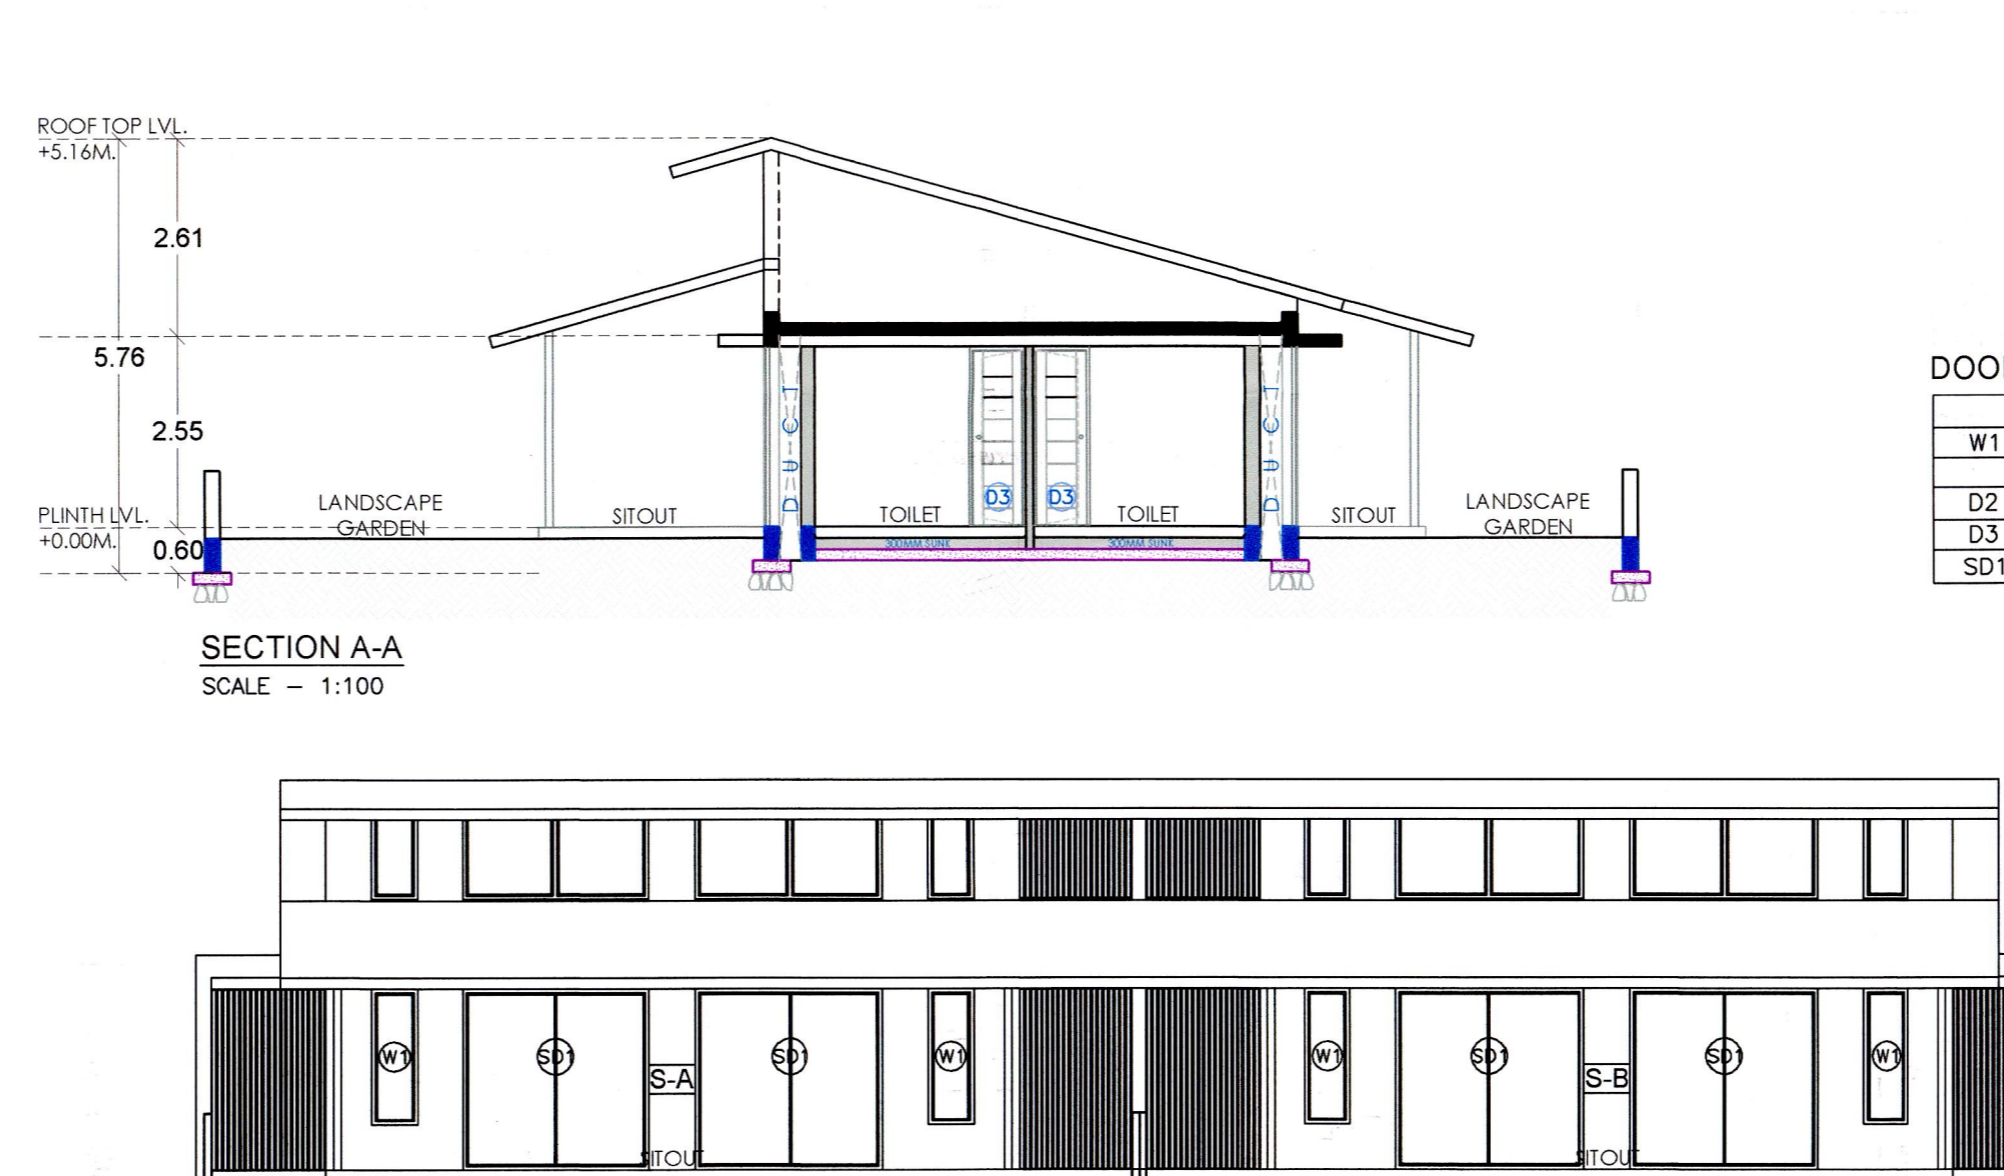 ROOF TOP LVL.
+5.16M.
2.61
5.76
2.55
PLINTH LVL.
+0.00M.
0.60
LANDSCAPE
GARDEN
SITOUT
DUCT
TOILET
D3
D3
TOILET
DUCT
SITOUT
LANDSCAPE
GARDEN
300MM SUNK
300MM SUNK
SECTION A-A
SCALE – 1:100
DOO
W1
D2
D3
SD1
W1
SD1
S-A
SD1
W1
W1
SD1
S-B
SD1
W1
SITOUT
SITOUT